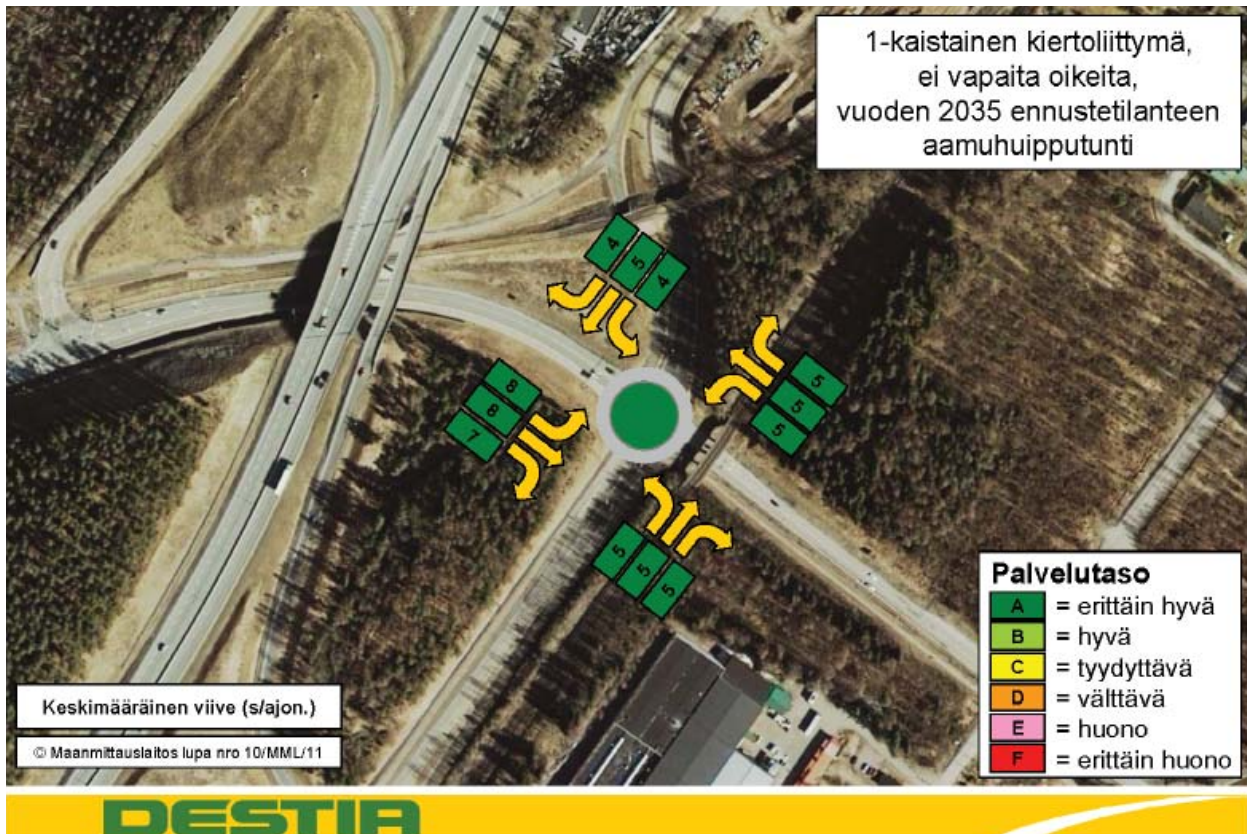 1-kaistainen kiertoliittymä,
ei vapaita oikeita,
vuoden 2035 ennustetilanteen
aamuhuipputunti
4
5
4
8
8
7
5
5
5
5
5
5
Palvelutaso
A = erittäin hyvä
B = hyvä
C = tyydyttävä
D = välttävä
E = huono
F = erittäin huono
Keskimääräinen viive (s/ajon.)
© Maanmittauslaitos lupa nro 10/MML/11
DESTIA